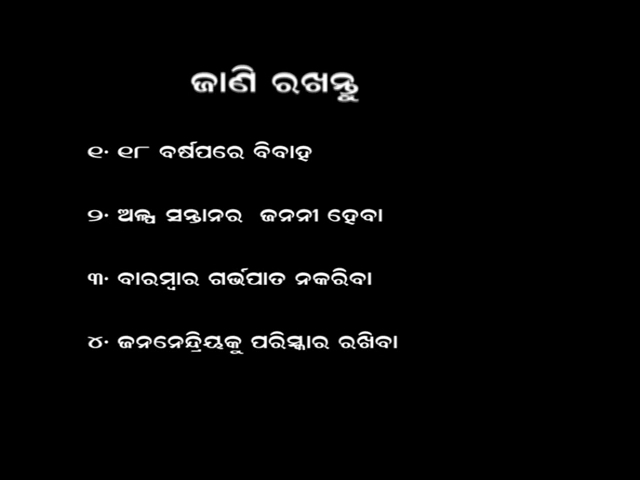 ଜାଣି ରଖନ୍ତୁ
୧· ୧୮ ବର୍ଷପରେ ବିବାହ
୨· ଅଳ୍ପ ସନ୍ତାନର ଜନନୀ ହେବା
୩· ବାରମ୍ବାର ଗର୍ଭପାତ ନକରିବା
୪· ଜନନେନ୍ଦ୍ରିୟକୁ ପରିସ୍କାର ରଖିବା